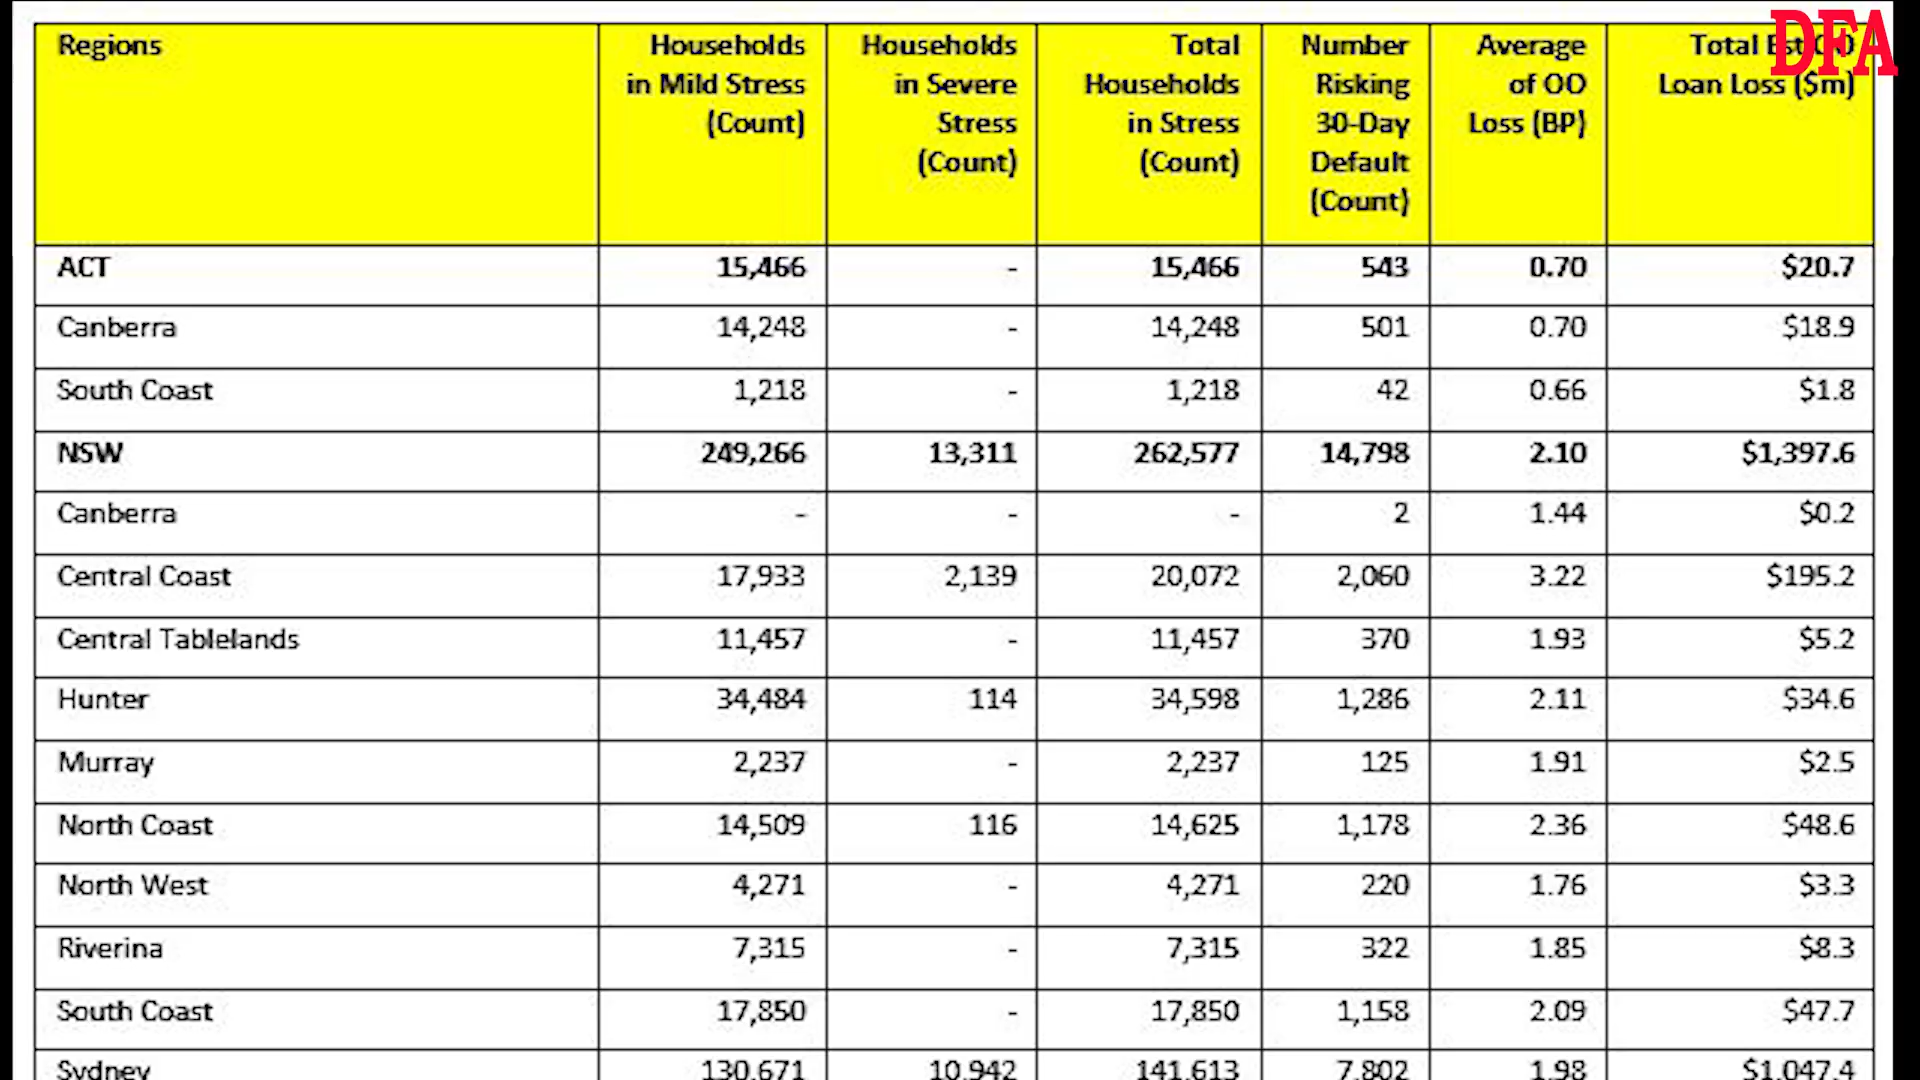 DFA
Regions Households in Mild Stress (Count) Households in Severe Stress (Count) Total Households in Stress (Count) Number Risking 30-Day Default (Count) Average of OO Loss (BP) Total Est OO Loan Loss ($m)
ACT 15,466 - 15,466 543 0.70 $20.7
Canberra 14,248 - 14,248 501 0.70 $18.9
South Coast 1,218 - 1,218 42 0.66 $1.8
NSW 249,266 13,311 262,577 14,798 2.10 $1,397.6
Canberra - - - 2 1.44 $0.2
Central Coast 17,933 2,139 20,072 2,060 3.22 $195.2
Central Tablelands 11,457 - 11,457 370 1.93 $5.2
Hunter 34,484 114 34,598 1,286 2.11 $34.6
Murray 2,237 - 2,237 125 1.91 $2.5
North Coast 14,509 116 14,625 1,178 2.36 $48.6
North West 4,271 - 4,271 220 1.76 $3.3
Riverina 7,315 - 7,315 322 1.85 $8.3
South Coast 17,850 - 17,850 1,158 2.09 $47.7
Sydney 130,671 10,942 141,613 7,802 1.98 $1,047.4